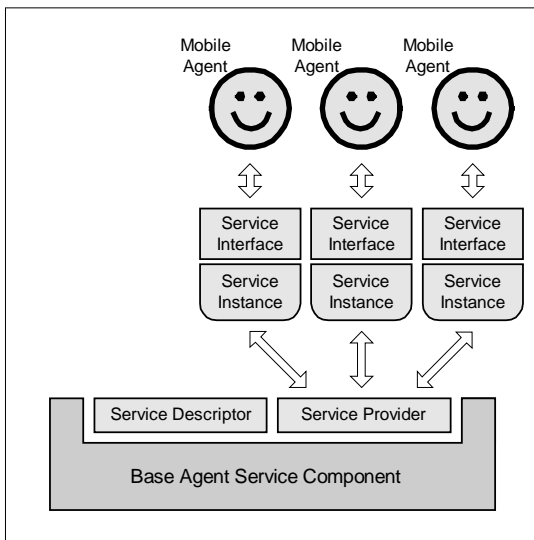 Mobile Agent
Mobile Agent
Mobile Agent
Service Interface
Service Interface
Service Interface
Service Instance
Service Instance
Service Instance
Service Descriptor
Service Provider
Base Agent Service Component